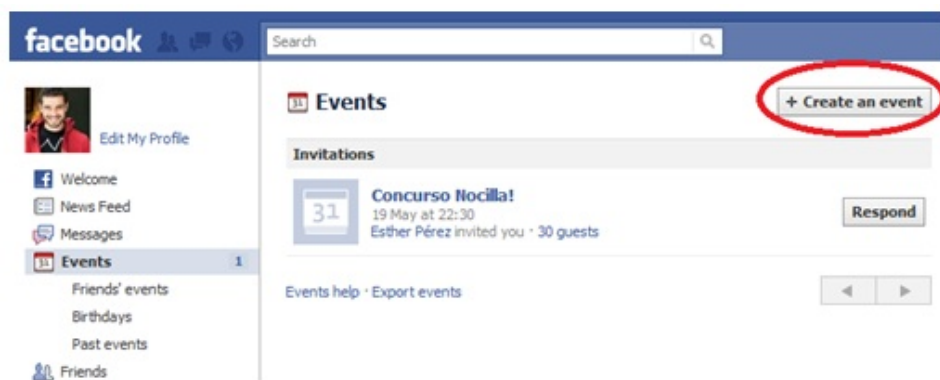 facebook
Search
Edit My Profile
Welcome
News Feed
Messages
Events 1
Friends' events
Birthdays
Past events
Friends
31 Events
+ Create an event
Invitations
31
Concurso Nocilla!
19 May at 22:30
Esther Pérez invited you · 30 guests
Respond
Events help · Export events